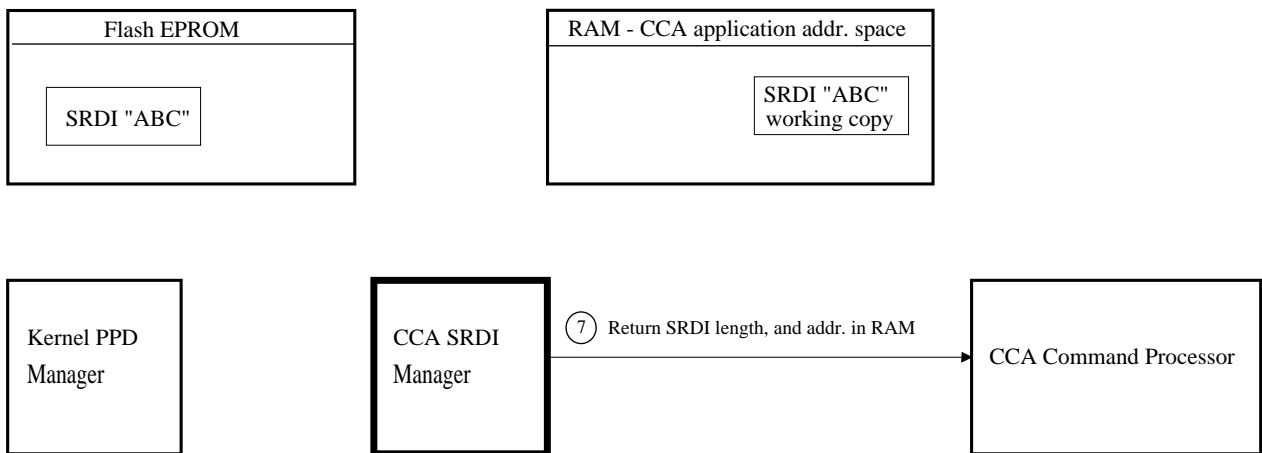 Flash EPROM
RAM - CCA application addr. space
SRDI "ABC"
SRDI "ABC"
working copy
Kernel PPD
Manager
CCA SRDI
Manager
7 Return SRDI length, and addr. in RAM
CCA Command Processor